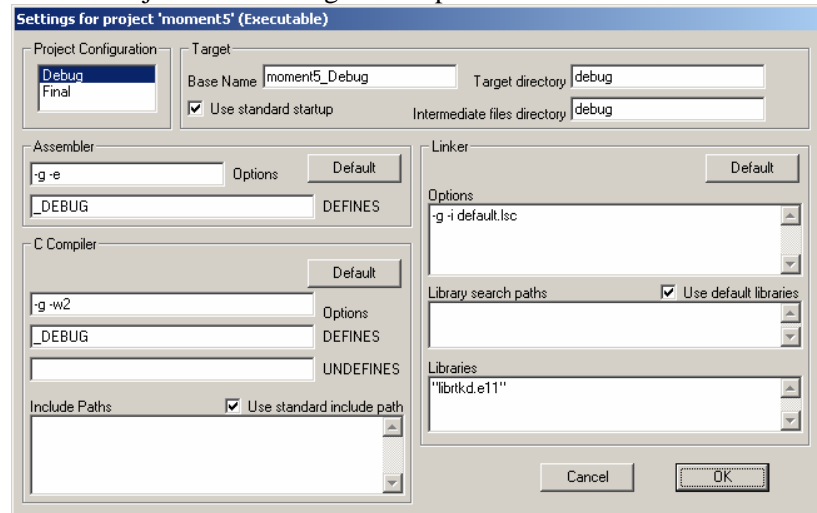 Settings for project 'moment5' (Executable)
Project Configuration
Debug
Final
Target
Base Name moment5_Debug
Target directory debug
Use standard startup
Intermediate files directory debug
Assembler
-g -e Options Default
_DEBUG DEFINES
C Compiler
Default
-g -w2 Options
_DEBUG DEFINES
UNDEFINES
Include Paths Use standard include path
Linker
Default
Options
-g -i default.lsc
Library search paths Use default libraries
Libraries
"librtkd.e11"
Cancel OK